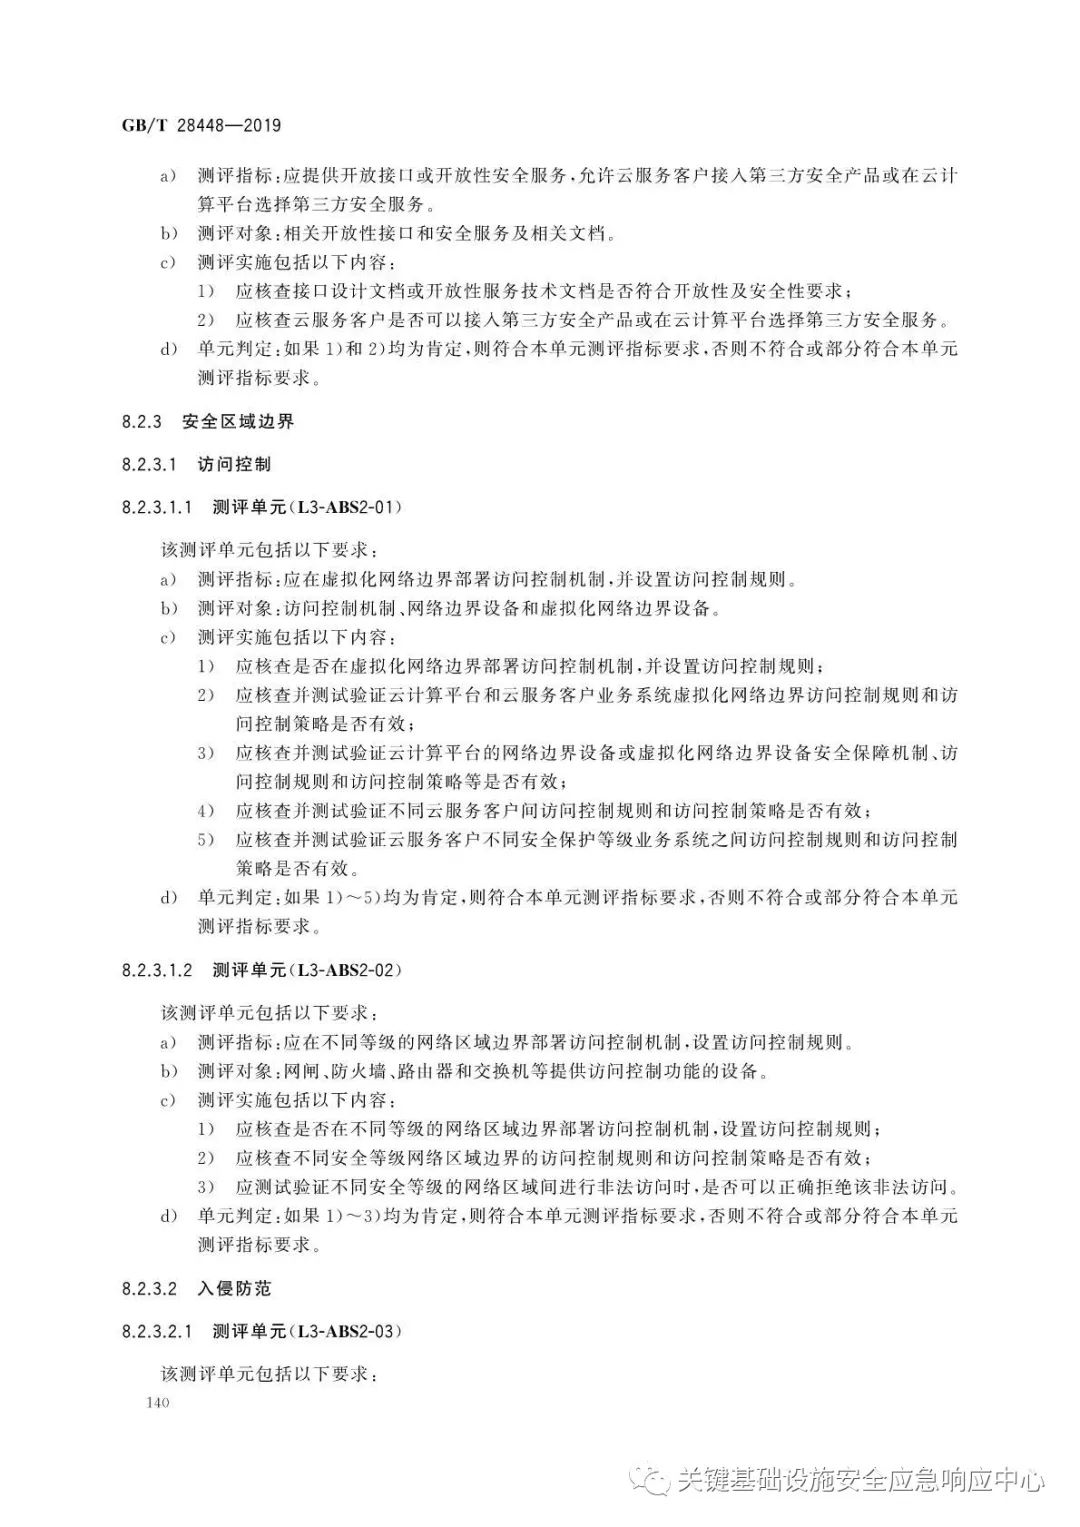 GB/T 28448—2019
a） 测评指标：应提供开放接口或开放性安全服务，允许云服务客户接入第三方安全产品或在云计
算平台选择第三方安全服务。
b） 测评对象：相关开放性接口和安全服务及相关文档。
c） 测评实施包括以下内容：
1） 应核查接口设计文档或开放性服务技术文档是否符合开放性及安全性要求；
2） 应核查云服务客户是否可以接入第三方安全产品或在云计算平台选择第三方安全服务。
d） 单元判定：如果 1）和 2）均为肯定，则符合本单元测评指标要求，否则不符合或部分符合本单元
测评指标要求。
8.2.3 安全区域边界
8.2.3.1 访问控制
8.2.3.1.1 测评单元（L3-ABS2-01）
该测评单元包括以下要求：
a） 测评指标：应在虚拟化网络边界部署访问控制机制，并设置访问控制规则。
b） 测评对象：访问控制机制、网络边界设备和虚拟化网络边界设备。
c） 测评实施包括以下内容：
1） 应核查是否在虚拟化网络边界部署访问控制机制，并设置访问控制规则；
2） 应核查并测试验证云计算平台和云服务客户业务系统虚拟化网络边界访问控制规则和访
问控制策略是否有效；
3） 应核查并测试验证云计算平台的网络边界设备或虚拟化网络边界设备安全保障机制、访
问控制规则和访问控制策略等是否有效；
4） 应核查并测试验证不同云服务客户间访问控制规则和访问控制策略是否有效；
5） 应核查并测试验证云服务客户不同安全保护等级业务系统之间访问控制规则和访问控制
策略是否有效。
d） 单元判定：如果 1）～5）均为肯定，则符合本单元测评指标要求，否则不符合或部分符合本单元
测评指标要求。
8.2.3.1.2 测评单元（L3-ABS2-02）
该测评单元包括以下要求：
a） 测评指标：应在不同等级的网络区域边界部署访问控制机制，设置访问控制规则。
b） 测评对象：网闸、防火墙、路由器和交换机等提供访问控制功能的设备。
c） 测评实施包括以下内容：
1） 应核查是否在不同等级的网络区域边界部署访问控制机制，设置访问控制规则；
2） 应核查不同安全等级网络区域边界的访问控制规则和访问控制策略是否有效；
3） 应测试验证不同安全等级的网络区域间进行非法访问时，是否可以正确拒绝该非法访问。
d） 单元判定：如果 1）～3）均为肯定，则符合本单元测评指标要求，否则不符合或部分符合本单元
测评指标要求。
8.2.3.2 入侵防范
8.2.3.2.1 测评单元（L3-ABS2-03）
该测评单元包括以下要求：
140
关键基础设施安全应急响应中心